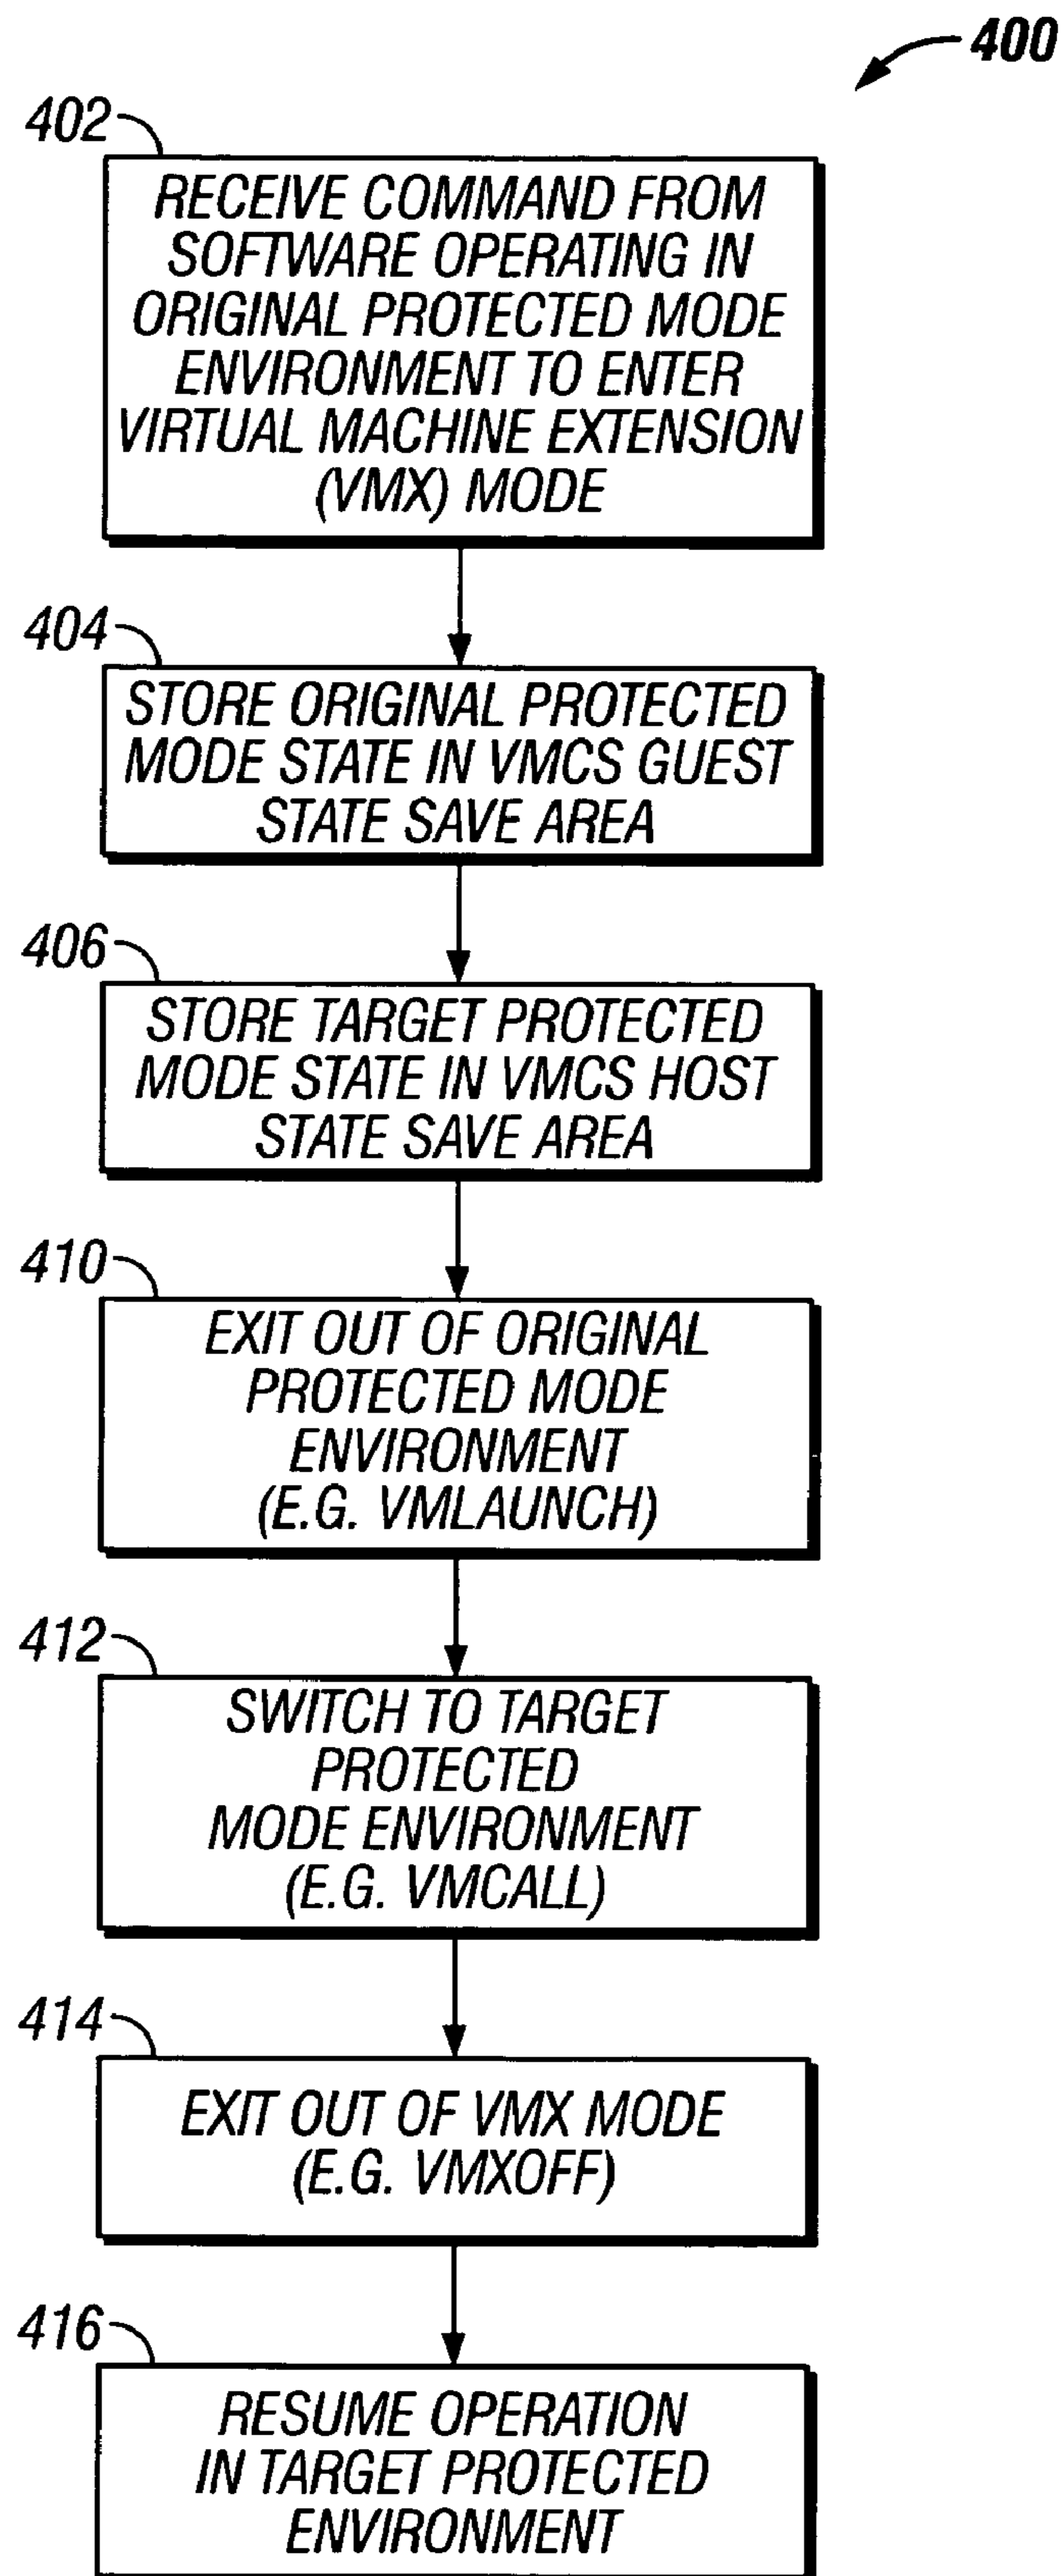 400
402
RECEIVE COMMAND FROM
SOFTWARE OPERATING IN
ORIGINAL PROTECTED MODE
ENVIRONMENT TO ENTER
VIRTUAL MACHINE EXTENSION
(VMX) MODE
404
STORE ORIGINAL PROTECTED
MODE STATE IN VMCS GUEST
STATE SAVE AREA
406
STORE TARGET PROTECTED
MODE STATE IN VMCS HOST
STATE SAVE AREA
410
EXIT OUT OF ORIGINAL
PROTECTED MODE
ENVIRONMENT
(E.G. VMLAUNCH)
412
SWITCH TO TARGET
PROTECTED
MODE ENVIRONMENT
(E.G. VMCALL)
414
EXIT OUT OF VMX MODE
(E.G. VMXOFF)
416
RESUME OPERATION
IN TARGET PROTECTED
ENVIRONMENT